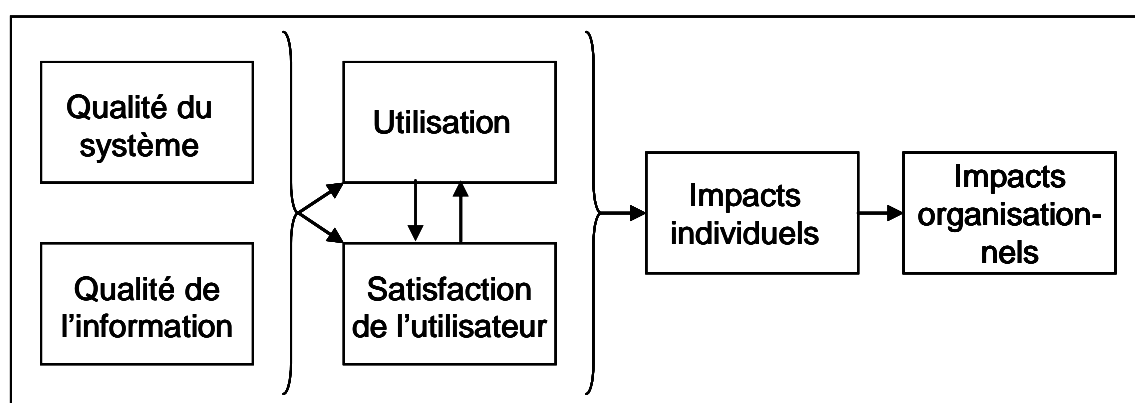 Qualité du
système
Qualité de
l'information
Utilisation
Satisfaction
de l'utilisateur
Impacts
individuels
Impacts
organisation-
nels